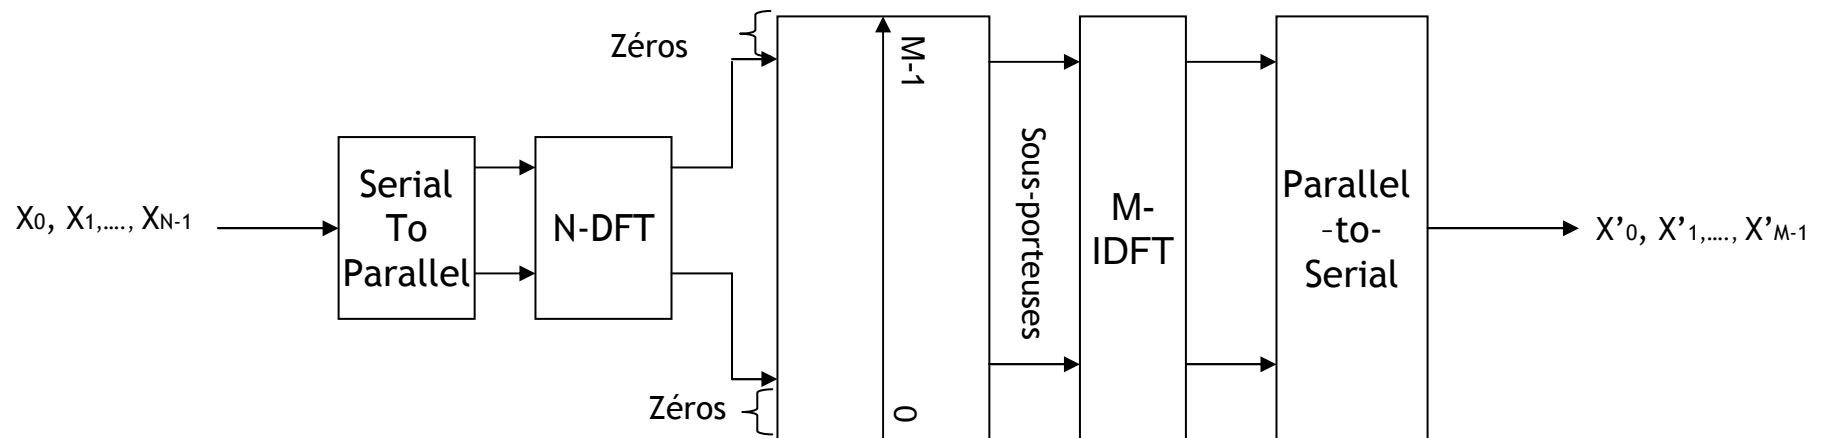 X0, X1,...., XN-1
Serial
To
Parallel
N-DFT
Zéros
Zéros
M-1
0
Sous-porteuses
M-
IDFT
Parallel
-to-
Serial
X’0, X’1,...., X’M-1